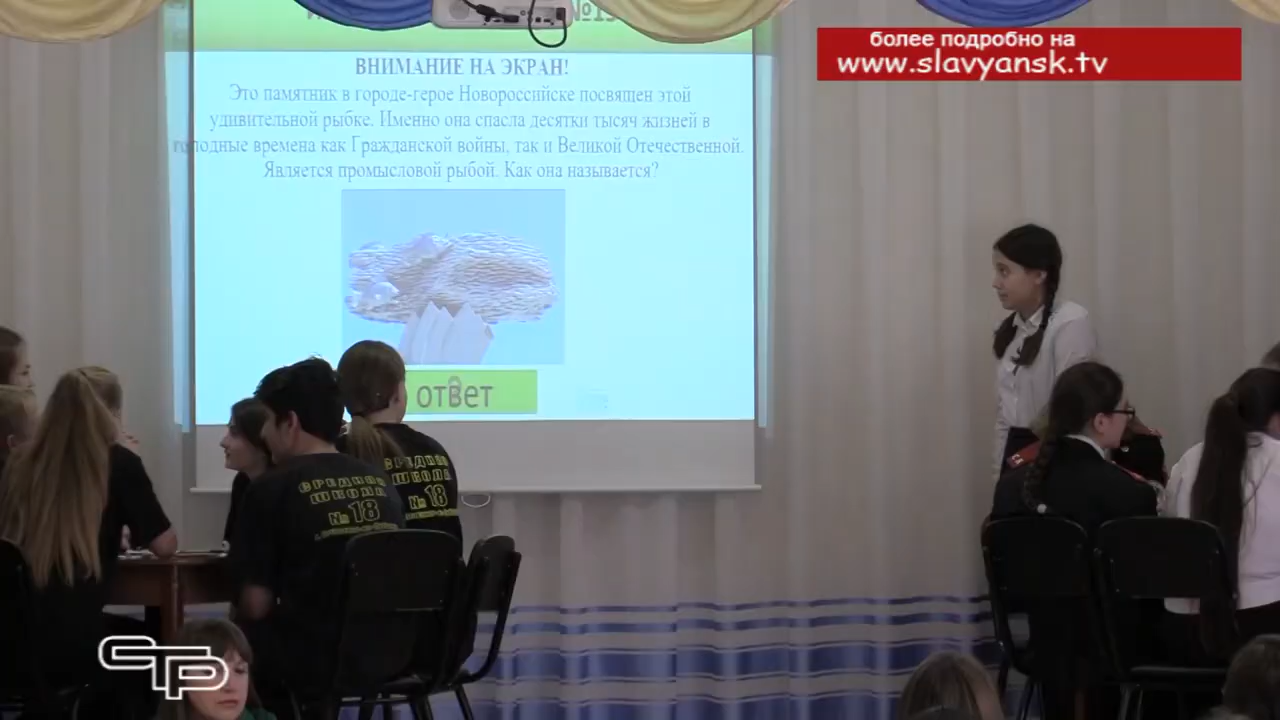 №13
более подробно на
www.slavyansk.tv
ВНИМАНИЕ НА ЭКРАН!
Это памятник в городе-герое Новороссийске посвящен этой
удивительной рыбке. Именно она спасла десятки тысяч жизней в
голодные времена как Гражданской войны, так и Великой Отечественной.
Является промысловой рыбой. Как она называется?
ответ
СРЕДНЯЯ
ШКОЛА
№ 18
СРЕДНЯЯ
ШКОЛА
№ 18
СТР